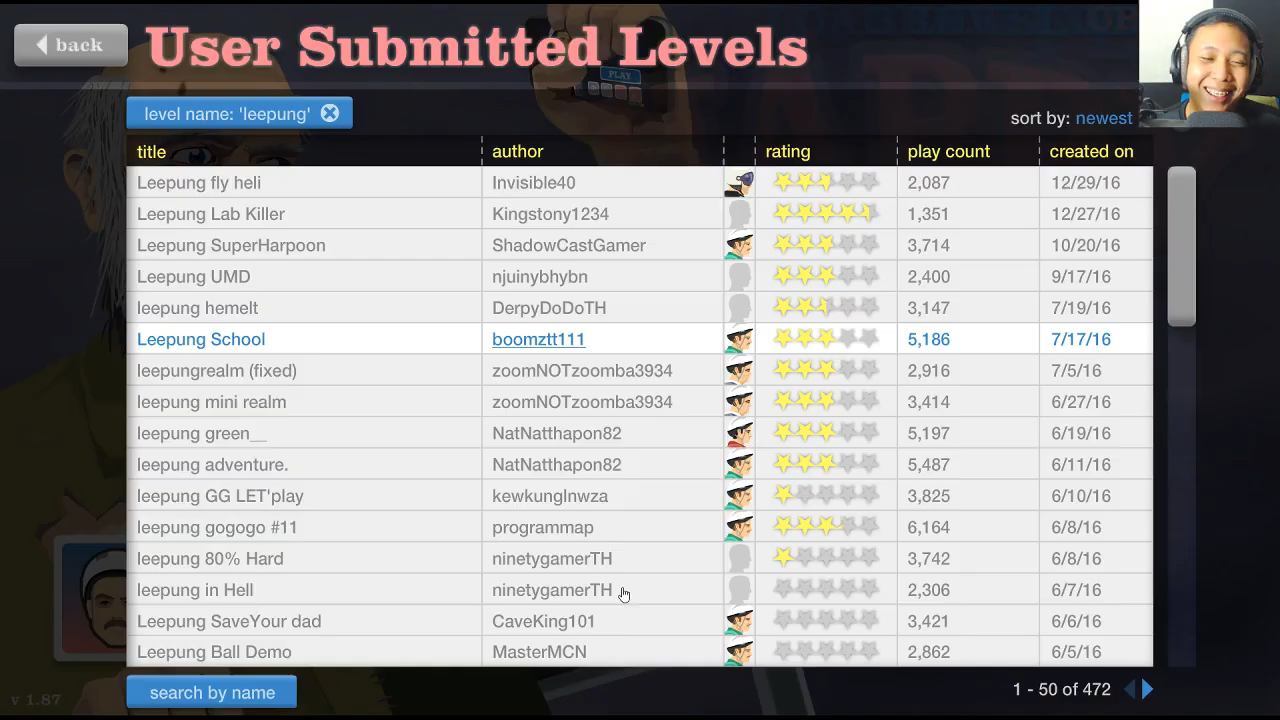 back
User Submitted Levels
PLAY
level name: 'leepung'
sort by: newest
title author rating play count created on
Leepung fly heli Invisible40 2,087 12/29/16
Leepung Lab Killer Kingstony1234 1,351 12/27/16
Leepung SuperHarpoon ShadowCastGamer 3,714 10/20/16
Leepung UMD njuinybhybn 2,400 9/17/16
leepung hemelt DerpyDoDoTH 3,147 7/19/16
Leepung School boomztt111 5,186 7/17/16
leepungrealm (fixed) zoomNOTzoomba3934 2,916 7/5/16
leepung mini realm zoomNOTzoomba3934 3,414 6/27/16
leepung green__ NatNatthapon82 5,197 6/19/16
leepung adventure. NatNatthapon82 5,487 6/11/16
leepung GG LET'play kewkunglnwza 3,825 6/10/16
leepung gogogo #11 programmap 6,164 6/8/16
leepung 80% Hard ninetygamerTH 3,742 6/8/16
leepung in Hell ninetygamerTH 2,306 6/7/16
Leepung SaveYour dad CaveKing101 3,421 6/6/16
Leepung Ball Demo MasterMCN 2,862 6/5/16
search by name
1 - 50 of 472
v 1.87